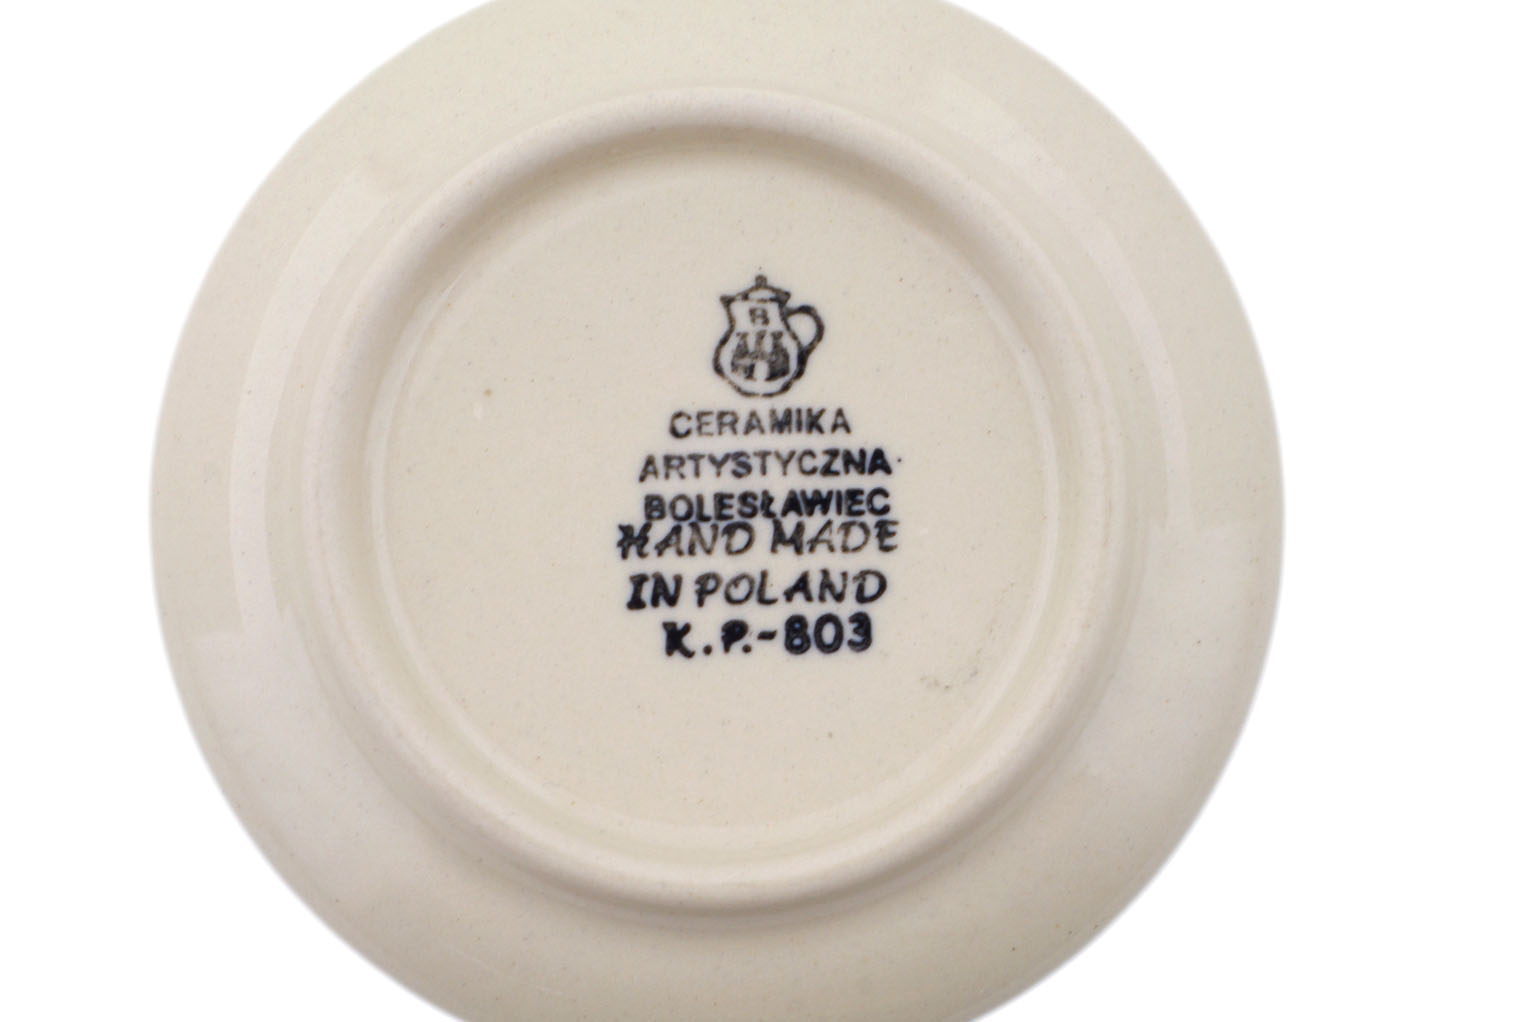 B
CERAMIKA
ARTYSTYCZNA
BOLESŁAWIEC
HAND MADE
IN POLAND
K.P.-803